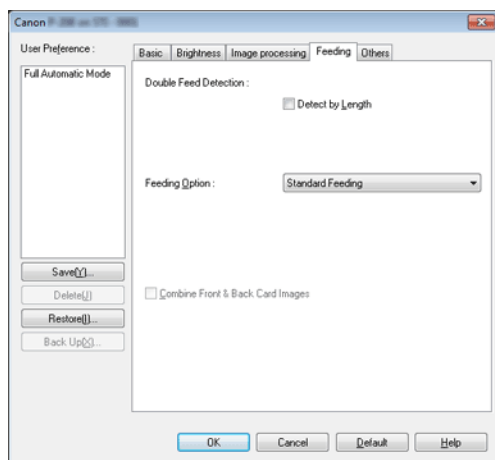 Canon
User Preference :
Full Automatic Mode
Save(Y)...
Delete(J)
Restore(I)...
Back Up(X)...
Basic
Brightness
Image processing
Feeding
Others
Double Feed Detection :
Detect by Length
Feeding Option :
Standard Feeding
Combine Front & Back Card Images
OK
Cancel
Default
Help